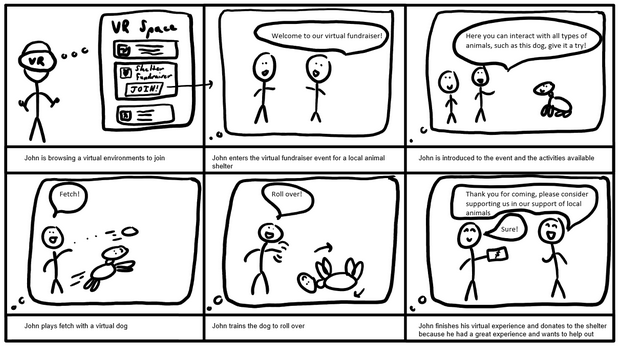 VR Space
VR
Shelter
Fundraiser
JOIN!
John is browsing a virtual environments to join
Welcome to our virtual fundraiser!
John enters the virtual fundraiser event for a local animal
shelter
Here you can interact with all types of
animals, such as this dog, give it a try!
John is introduced to the event and the activities available
Fetch!
John plays fetch with a virtual dog
Roll over!
John trains the dog to roll over
Thank you for coming, please consider
supporting us in our support of local
animals
Sure!
John finishes his virtual experience and donates to the shelter
because he had a great experience and wants to help out